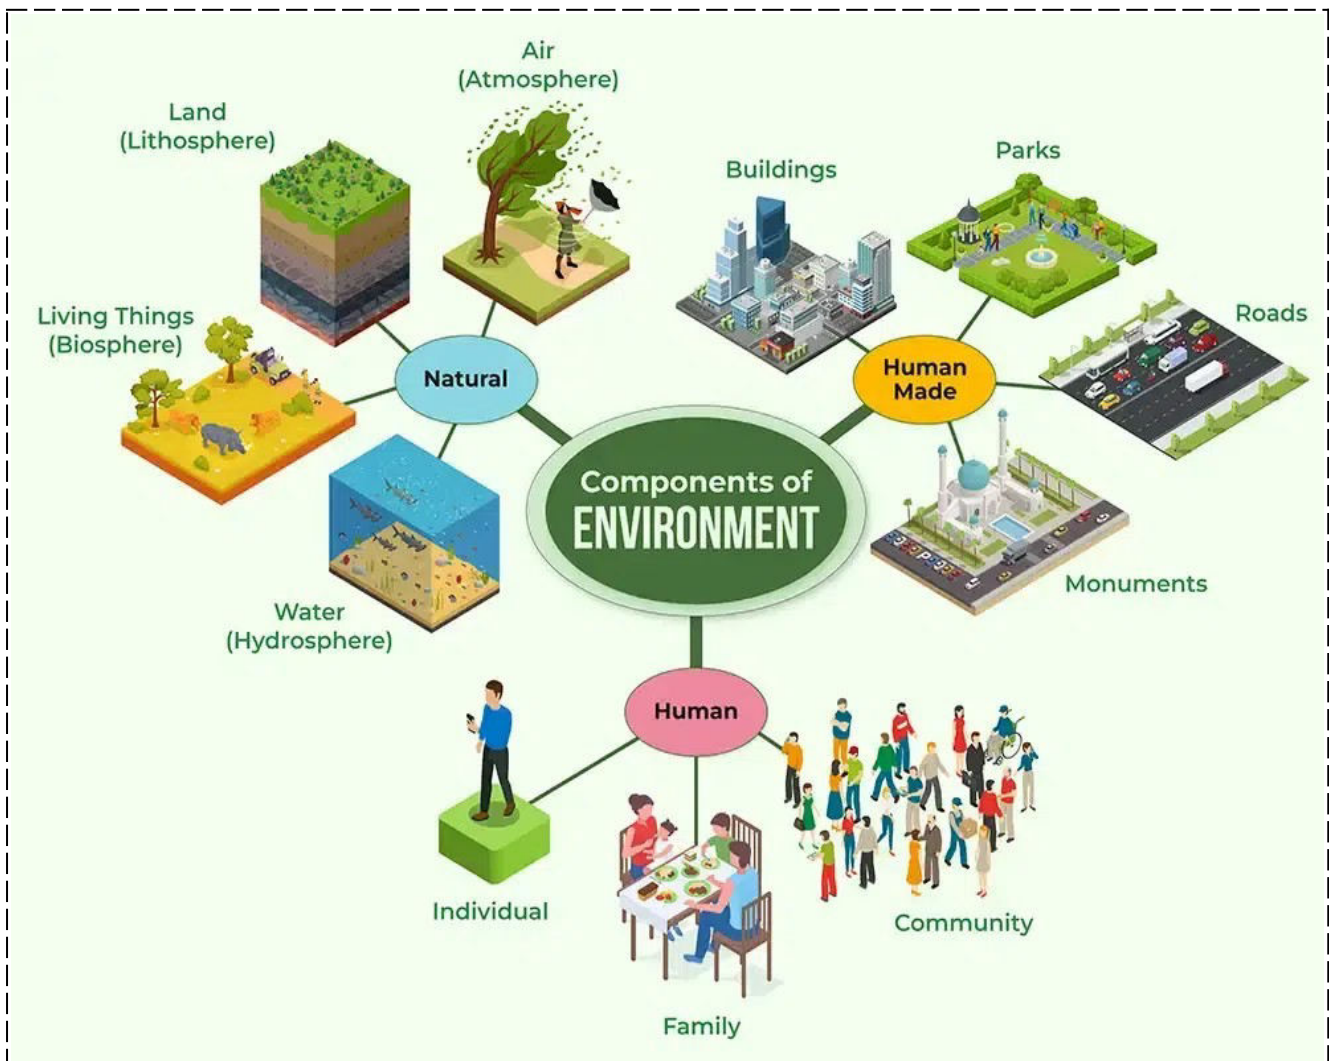 Air
(Atmosphere)
Land
(Lithosphere)
Living Things
(Biosphere)
Natural
Water
(Hydrosphere)
Components of
ENVIRONMENT
Buildings
Parks
Roads
Human
Made
Monuments
Human
Individual
Family
Community